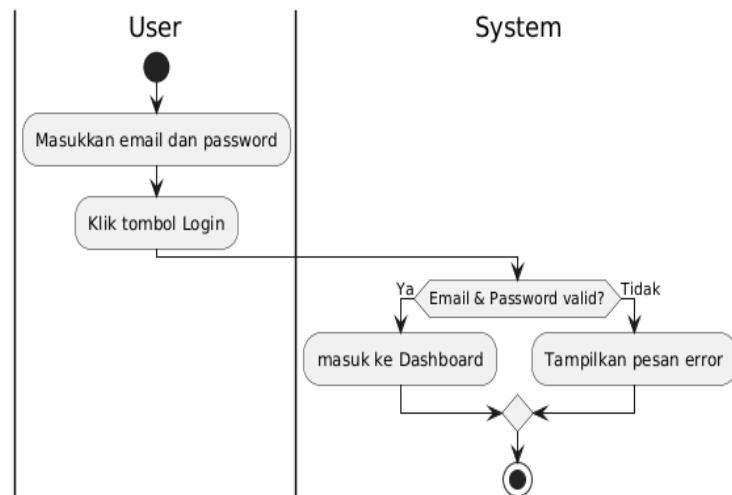 User
System
Masukkan email dan password
Klik tombol Login
Ya
Email & Password valid?
Tidak
masuk ke Dashboard
Tampilkan pesan error